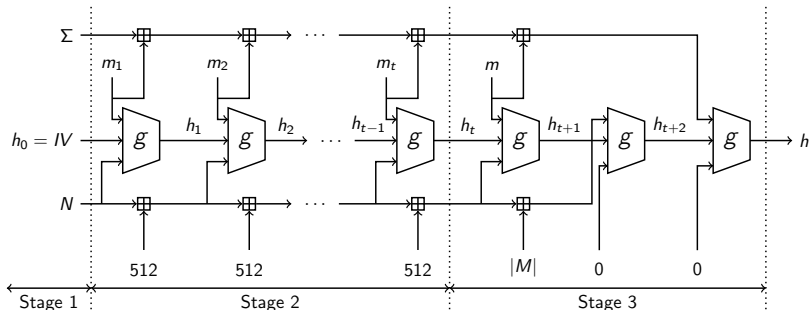 Σ ⋯
m₁ m₂ mₜ m
h₀ = IV g h₁ g h₂ ⋯ hₜ₋₁ g hₜ g hₜ₊₁ g hₜ₊₂ g h
N ⋯
512 512 512 |M| 0 0
Stage 1 Stage 2 Stage 3